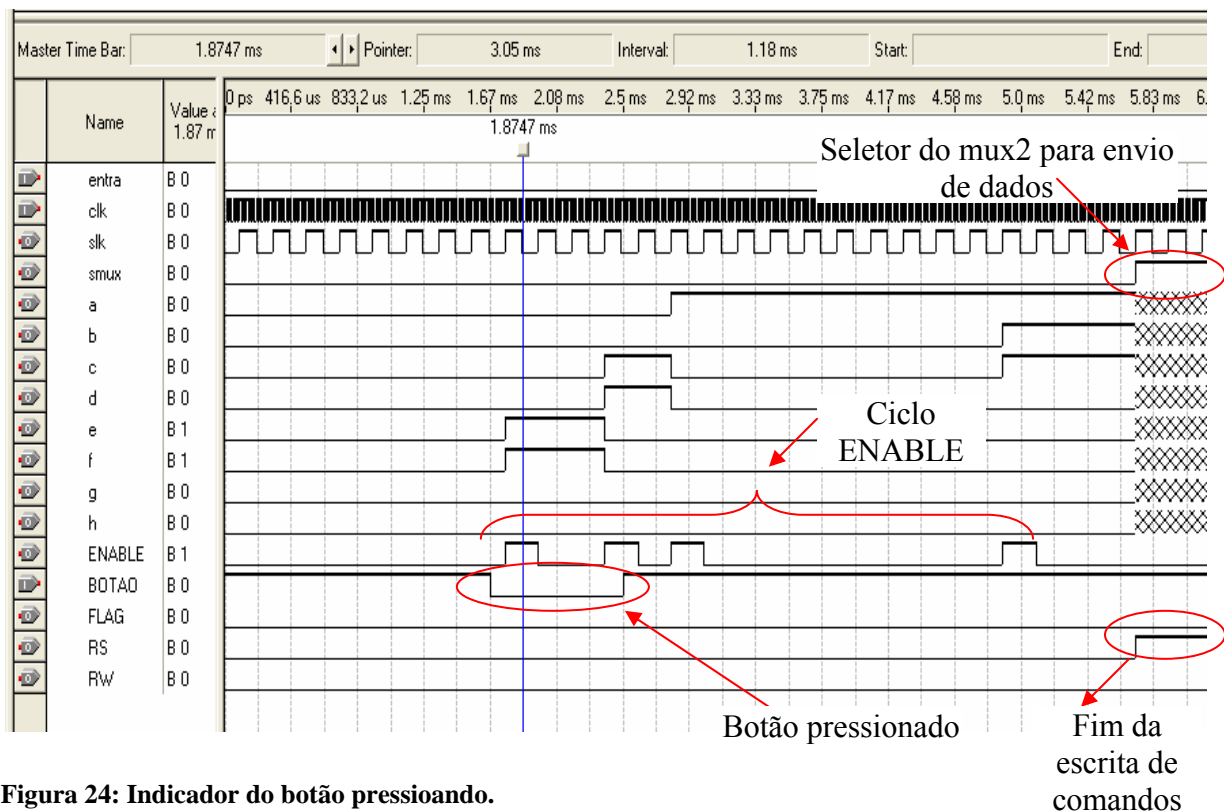 Master Time Bar: 1.8747 ms Pointer: 3.05 ms Interval: 1.18 ms Start: End:
Name
Value
1.87 m
0 ps 416,6 us 833,2 us 1.25 ms 1.67 ms 2.08 ms 2.5 ms 2.92 ms 3.33 ms 3.75 ms 4.17 ms 4.58 ms 5.0 ms 5.42 ms 5.83 ms 6.
1.8747 ms
Seletor do mux2 para envio
de dados
entra B 0
clk B 0
slk B 0
smux B 0
a B 0
b B 0
c B 0
d B 0
e B 1
f B 1
g B 0
h B 0
Ciclo
ENABLE
ENABLE B 1
BOTAO B 0
FLAG B 0
RS B 0
RW B 0
Botão pressionado
Fim da
escrita de
comandos
Figura 24: Indicador do botão pressioando.